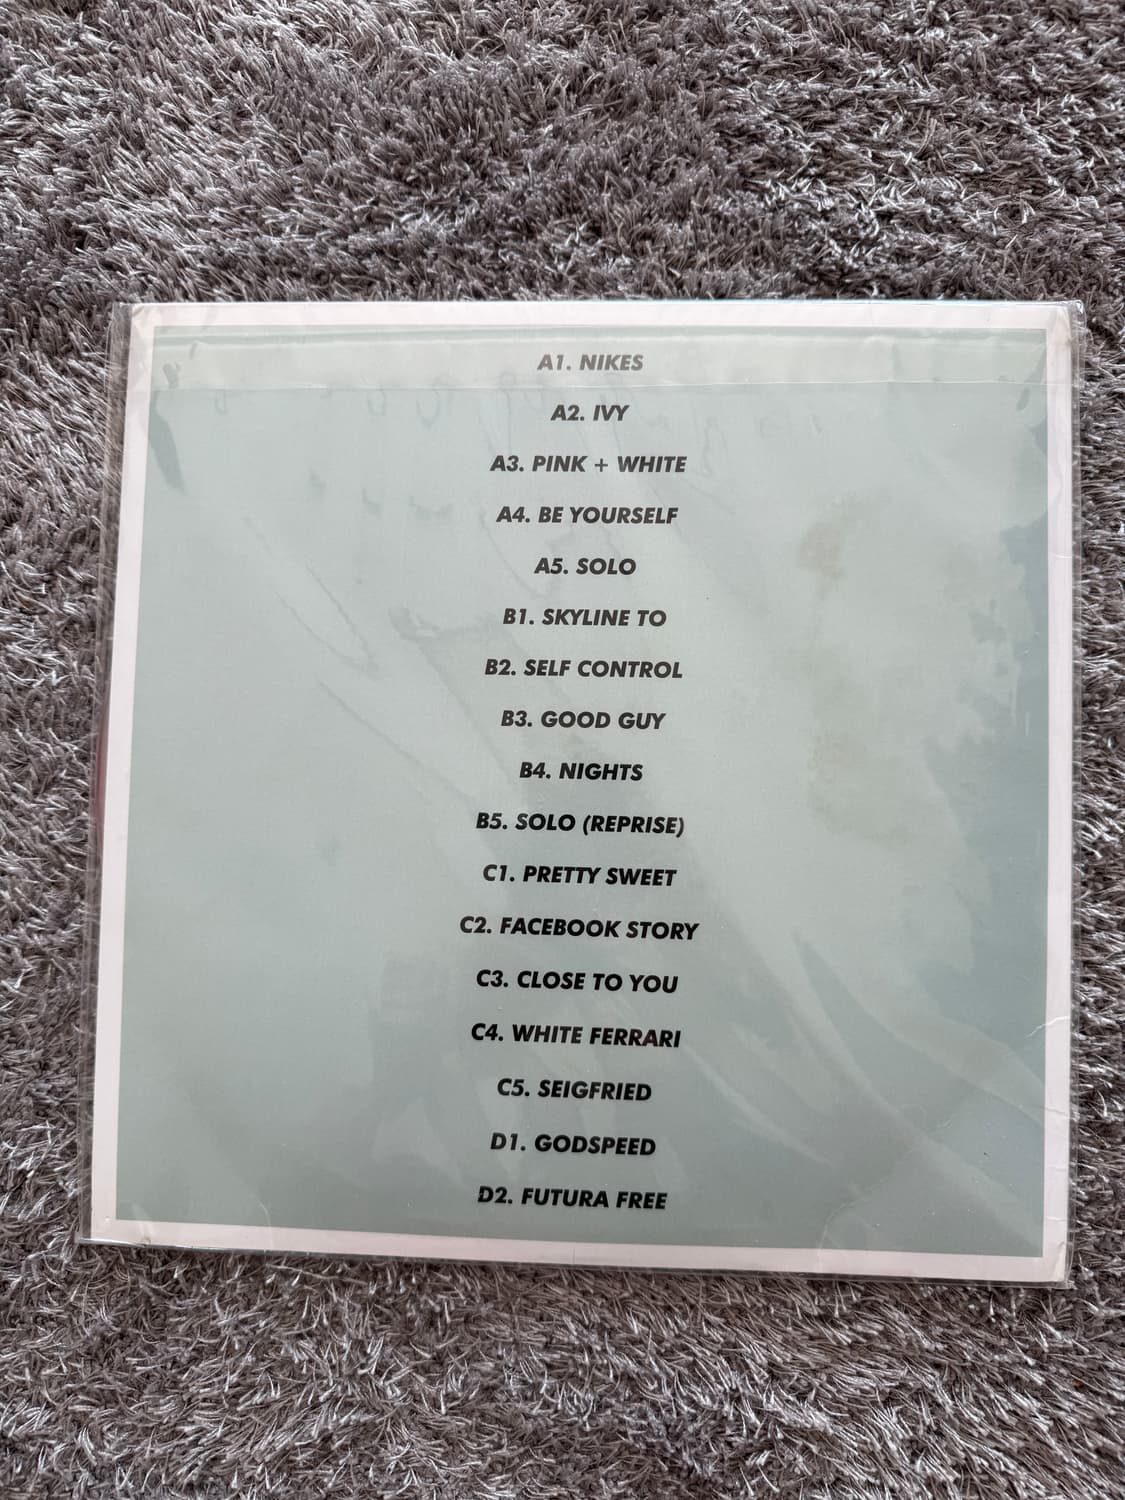 A1. NIKES
A2. IVY
A3. PINK + WHITE
A4. BE YOURSELF
A5. SOLO
B1. SKYLINE TO
B2. SELF CONTROL
B3. GOOD GUY
B4. NIGHTS
B5. SOLO (REPRISE)
C1. PRETTY SWEET
C2. FACEBOOK STORY
C3. CLOSE TO YOU
C4. WHITE FERRARI
C5. SEIGFRIED
D1. GODSPEED
D2. FUTURA FREE